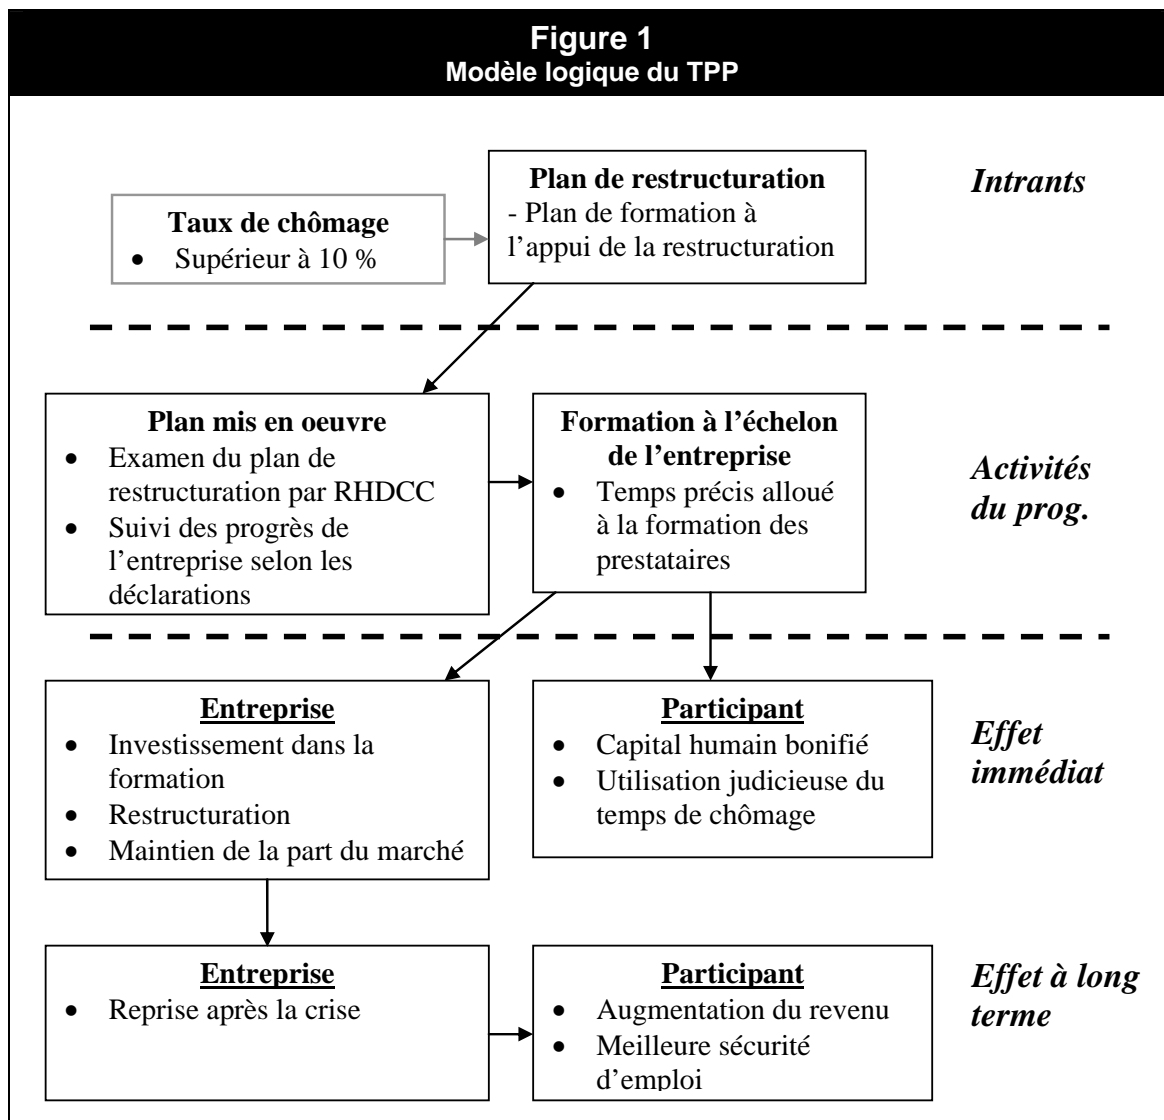 Figure 1
Modèle logique du TPP
Taux de chômage
• Supérieur à 10 %
Plan de restructuration
- Plan de formation à
l’appui de la restructuration
Intrants
Plan mis en oeuvre
• Examen du plan de
restructuration par RHDCC
• Suivi des progrès de
l’entreprise selon les
déclarations
Formation à l’échelon
de l’entreprise
• Temps précis alloué
à la formation des
prestataires
Activités
du prog.
Entreprise
• Investissement dans la
formation
• Restructuration
• Maintien de la part du marché
Participant
• Capital humain bonifié
• Utilisation judicieuse du
temps de chômage
Effet
immédiat
Entreprise
• Reprise après la crise
Participant
• Augmentation du revenu
• Meilleure sécurité
d’emploi
Effet à long
terme